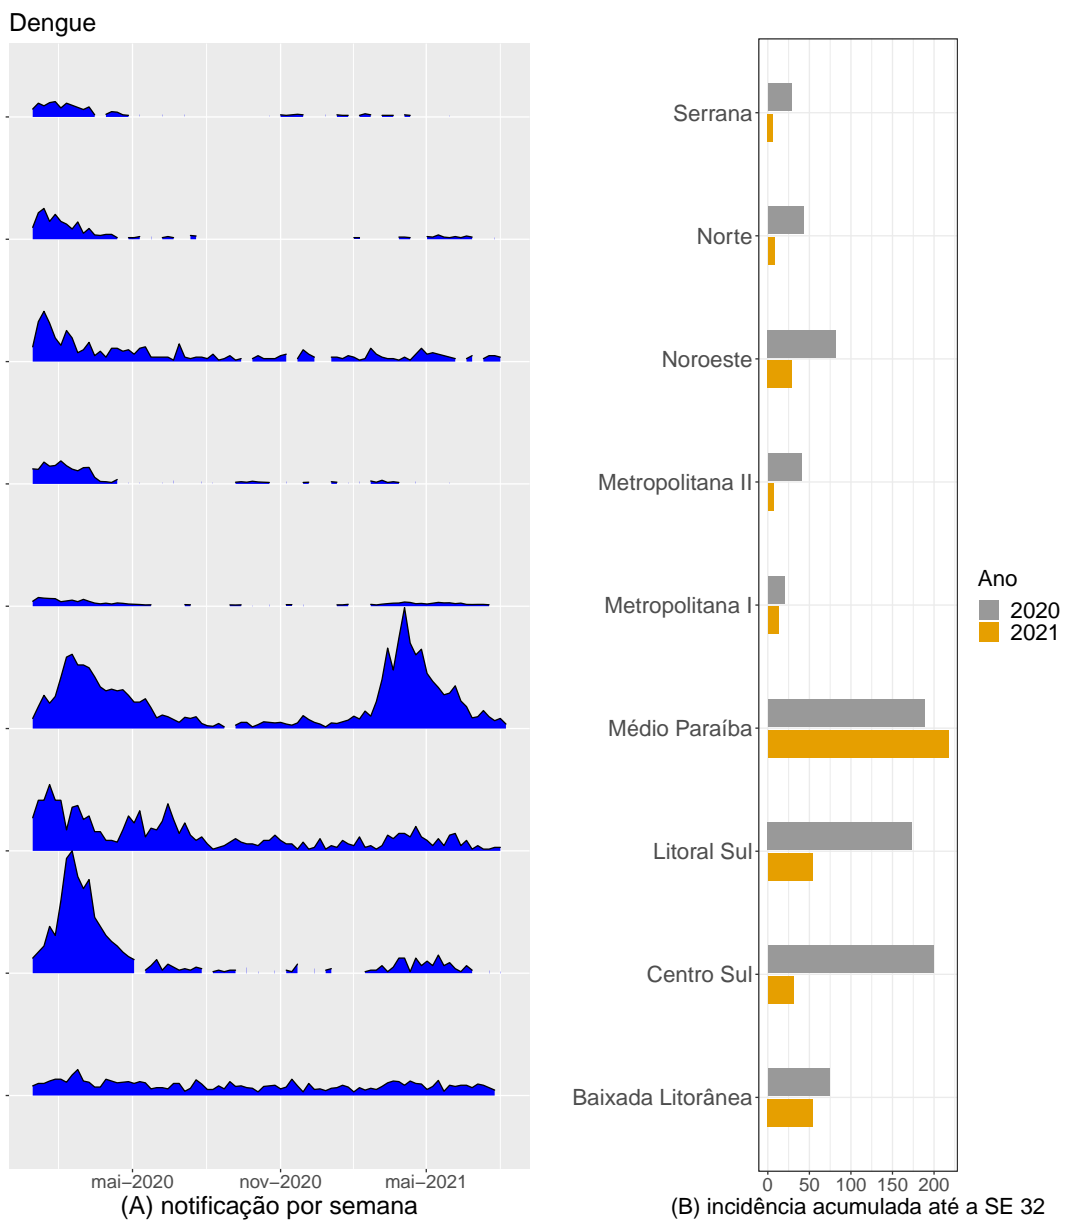 Dengue
mai–2020
nov–2020
mai–2021
(A) notificação por semana
Serrana
Norte
Noroeste
Metropolitana II
Metropolitana I
Médio Paraíba
Litoral Sul
Centro Sul
Baixada Litorânea
0 50 100 150 200
(B) incidência acumulada até a SE 32
Ano
2020
2021